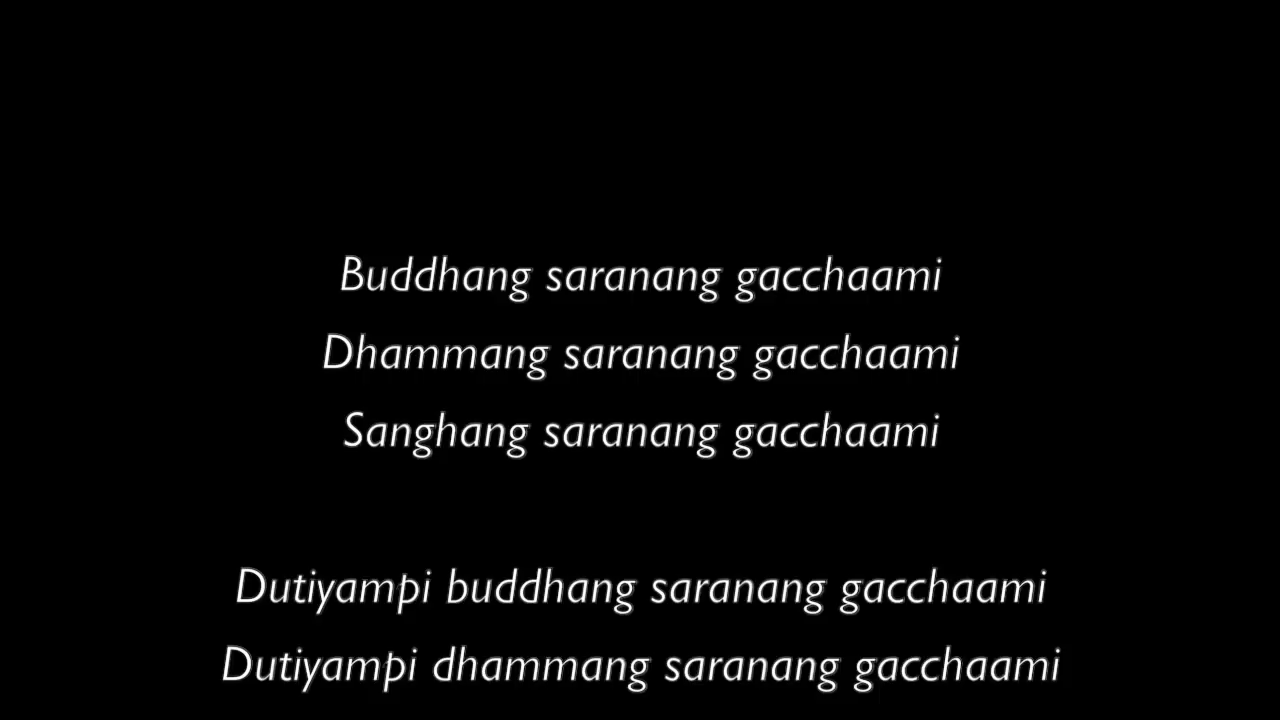 Buddhang saranang gacchaami
Dhammang saranang gacchaami
Sanghang saranang gacchaami
Dutiyampi buddhang saranang gacchaami
Dutiyampi dhammang saranang gacchaami